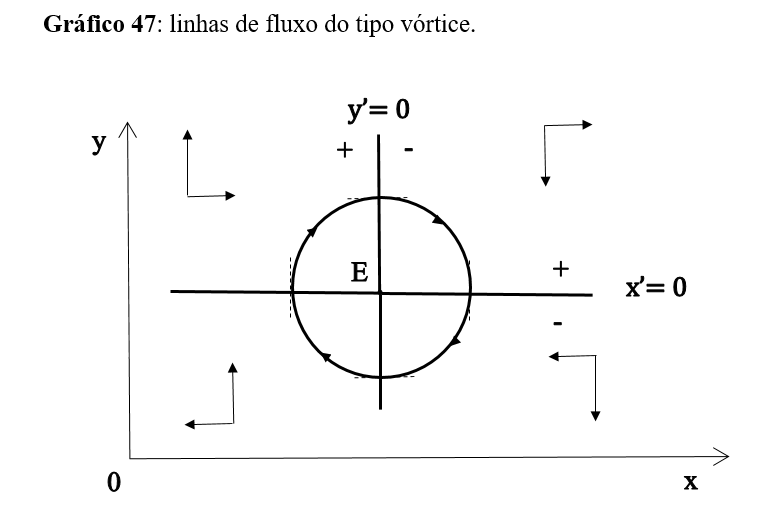 Gráfico 47: linhas de fluxo do tipo vórtice.
y'= 0
y
+ -
E
+
x'= 0
-
0
x